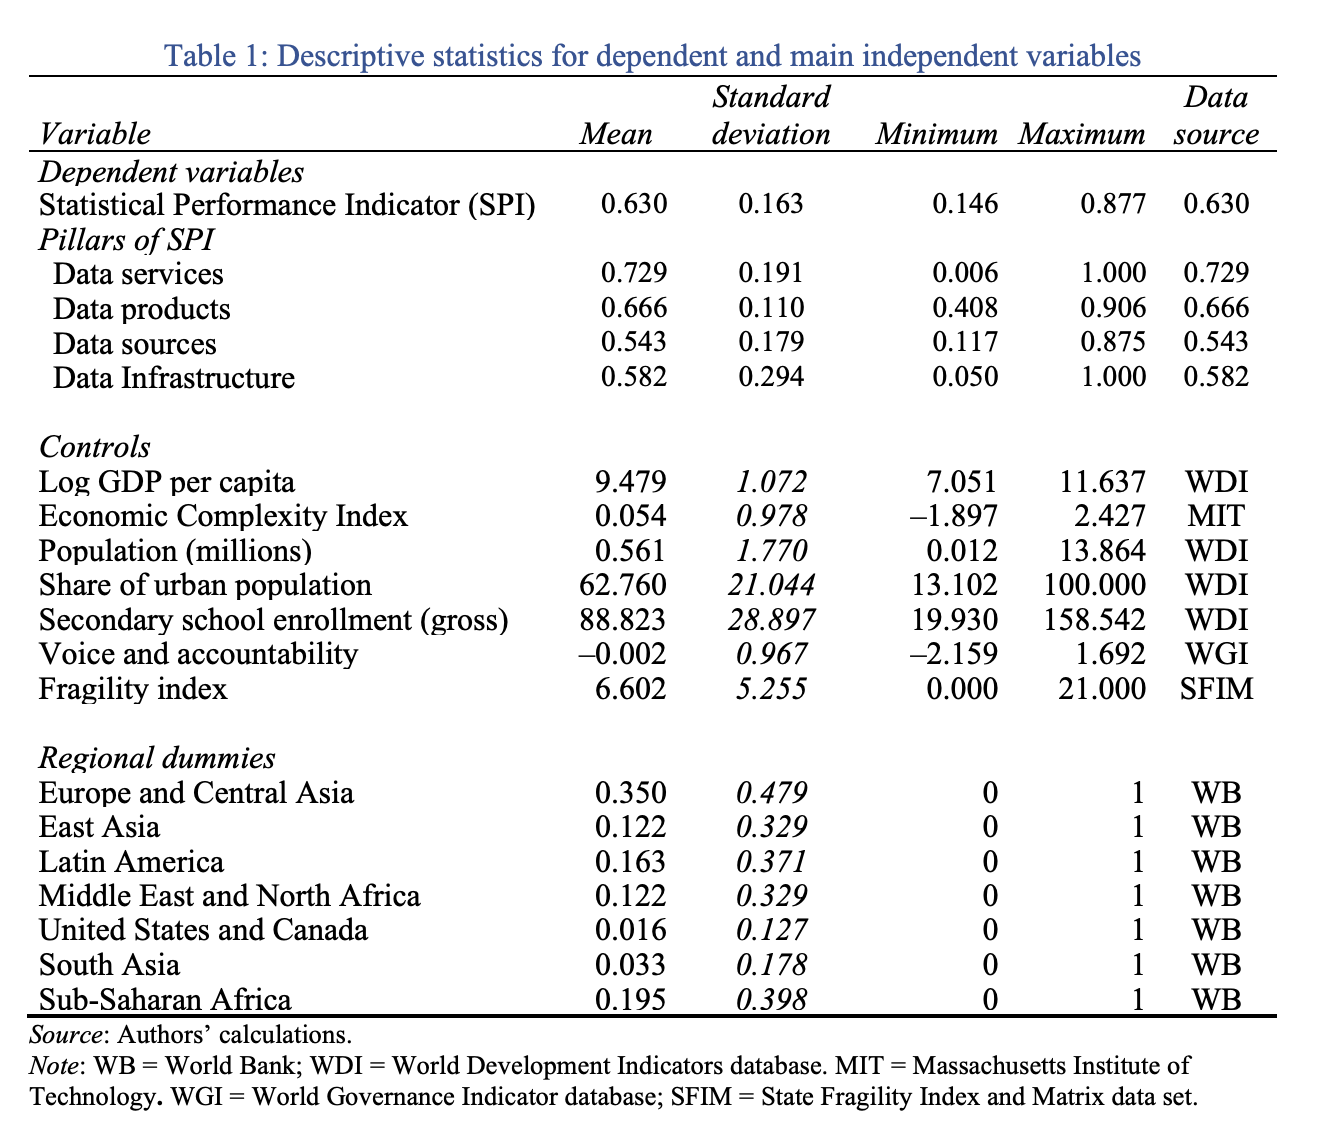 Table 1: Descriptive statistics for dependent and main independent variables
Standard Data
Variable Mean deviation Minimum Maximum source
Dependent variables
Statistical Performance Indicator (SPI) 0.630 0.163 0.146 0.877 0.630
Pillars of SPI
Data services 0.729 0.191 0.006 1.000 0.729
Data products 0.666 0.110 0.408 0.906 0.666
Data sources 0.543 0.179 0.117 0.875 0.543
Data Infrastructure 0.582 0.294 0.050 1.000 0.582
Controls
Log GDP per capita 9.479 1.072 7.051 11.637 WDI
Economic Complexity Index 0.054 0.978 –1.897 2.427 MIT
Population (millions) 0.561 1.770 0.012 13.864 WDI
Share of urban population 62.760 21.044 13.102 100.000 WDI
Secondary school enrollment (gross) 88.823 28.897 19.930 158.542 WDI
Voice and accountability –0.002 0.967 –2.159 1.692 WGI
Fragility index 6.602 5.255 0.000 21.000 SFIM
Regional dummies
Europe and Central Asia 0.350 0.479 0 1 WB
East Asia 0.122 0.329 0 1 WB
Latin America 0.163 0.371 0 1 WB
Middle East and North Africa 0.122 0.329 0 1 WB
United States and Canada 0.016 0.127 0 1 WB
South Asia 0.033 0.178 0 1 WB
Sub-Saharan Africa 0.195 0.398 0 1 WB
Source: Authors’ calculations.
Note: WB = World Bank; WDI = World Development Indicators database. MIT = Massachusetts Institute of
Technology. WGI = World Governance Indicator database; SFIM = State Fragility Index and Matrix data set.